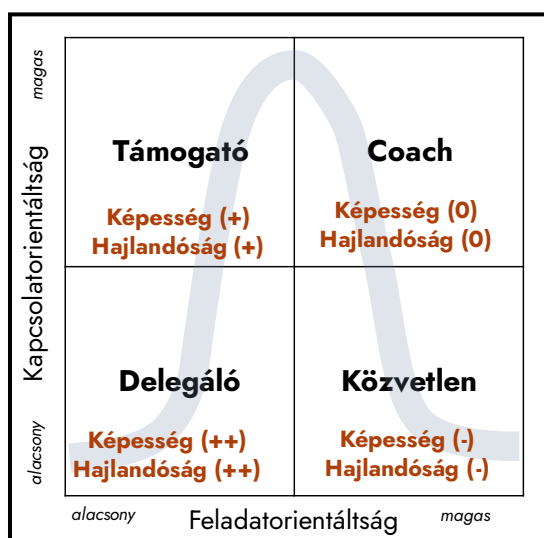 magas
Kapcsolatorientáltság
alacsony
Támogató
Képesség (+)
Hajlandóság (+)
Coach
Képesség (0)
Hajlandóság (0)
Delegáló
Képesség (++)
Hajlandóság (++)
Közvetlen
Képesség (-)
Hajlandóság (-)
alacsony
Feladatorientáltság
magas